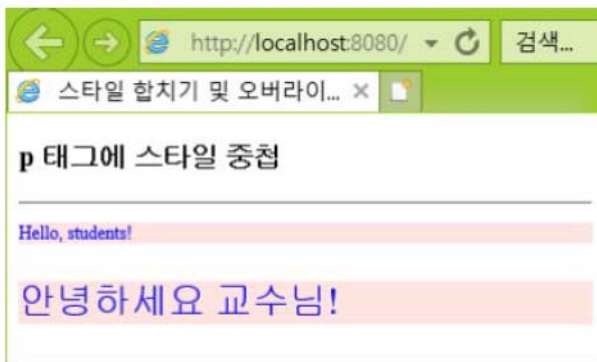 http://localhost:8080/
검색...
스타일 합치기 및 오버라이...
p 태그에 스타일 중첩
Hello, students!
안녕하세요 교수님!